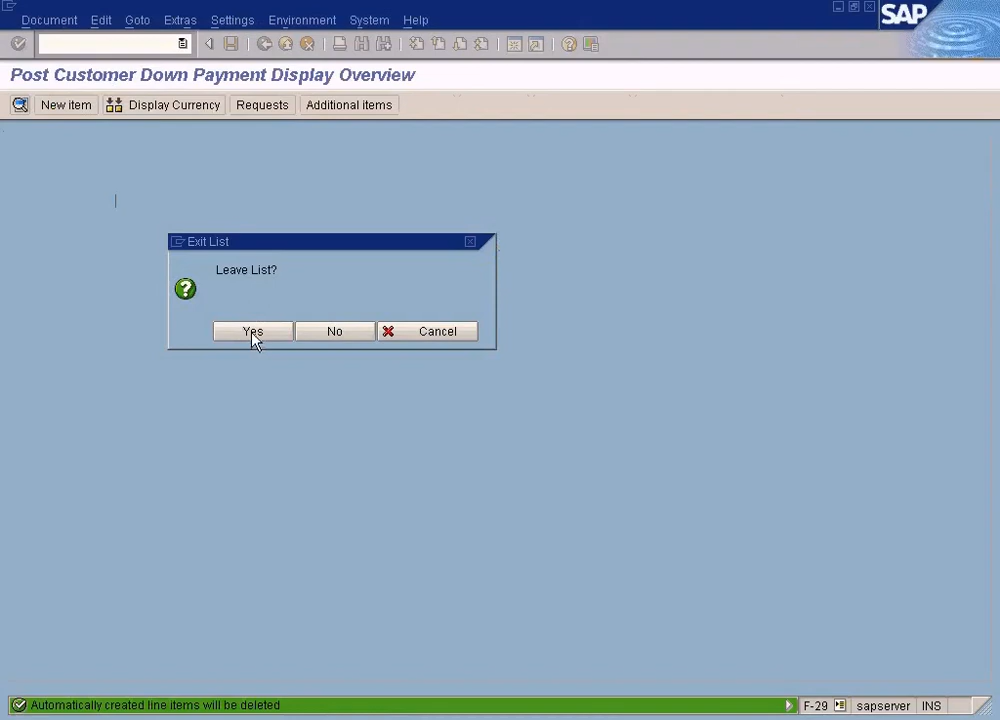 Document Edit Goto Extras Settings Environment System Help
SAP
Post Customer Down Payment Display Overview
New item Display Currency Requests Additional items
Exit List
Leave List?
Yes No Cancel
Automatically created line items will be deleted F-29 sapserver INS